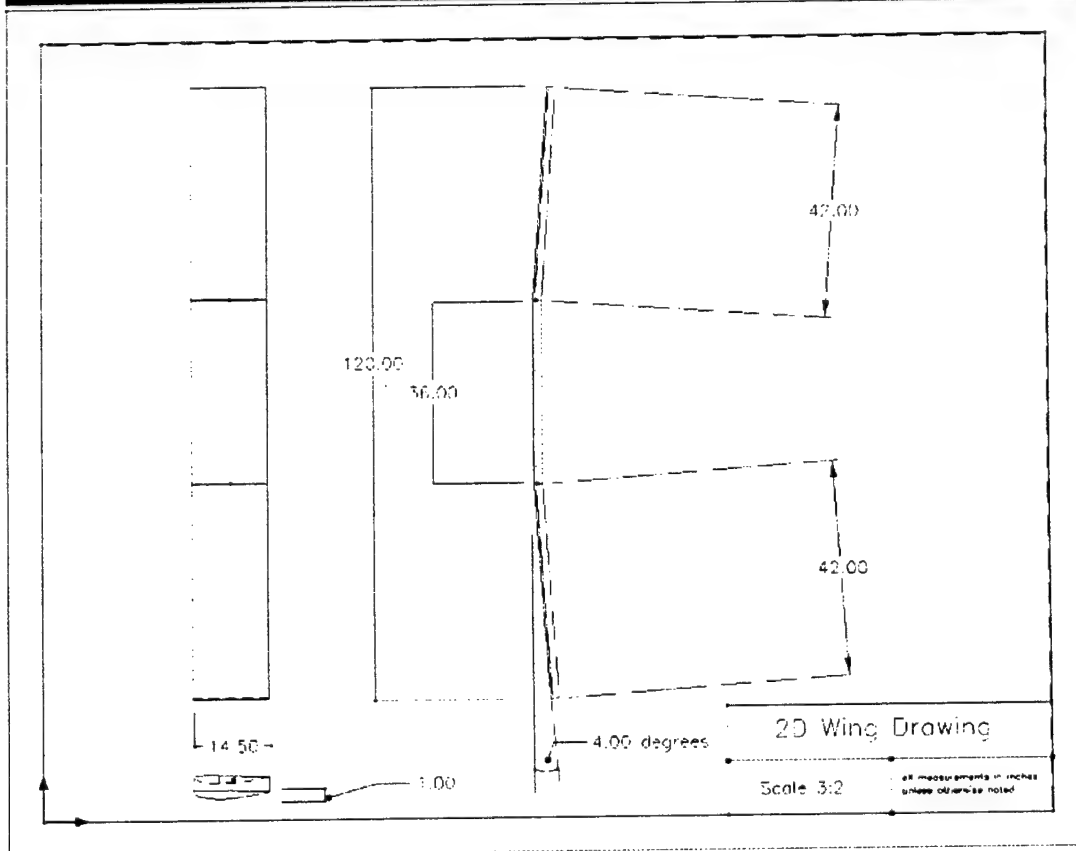 42.00
120.00
36.00
42.00
14.50
4.00 degrees
1.00
2D Wing Drawing
Scale 3:2
all measurements in inches
unless otherwise noted